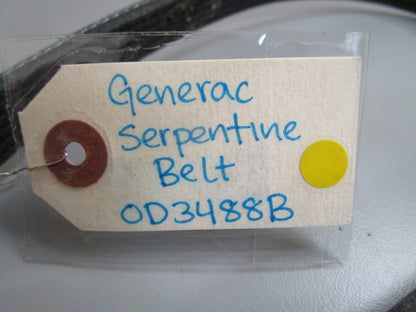 Generac
Serpentine
Belt
0D3488B